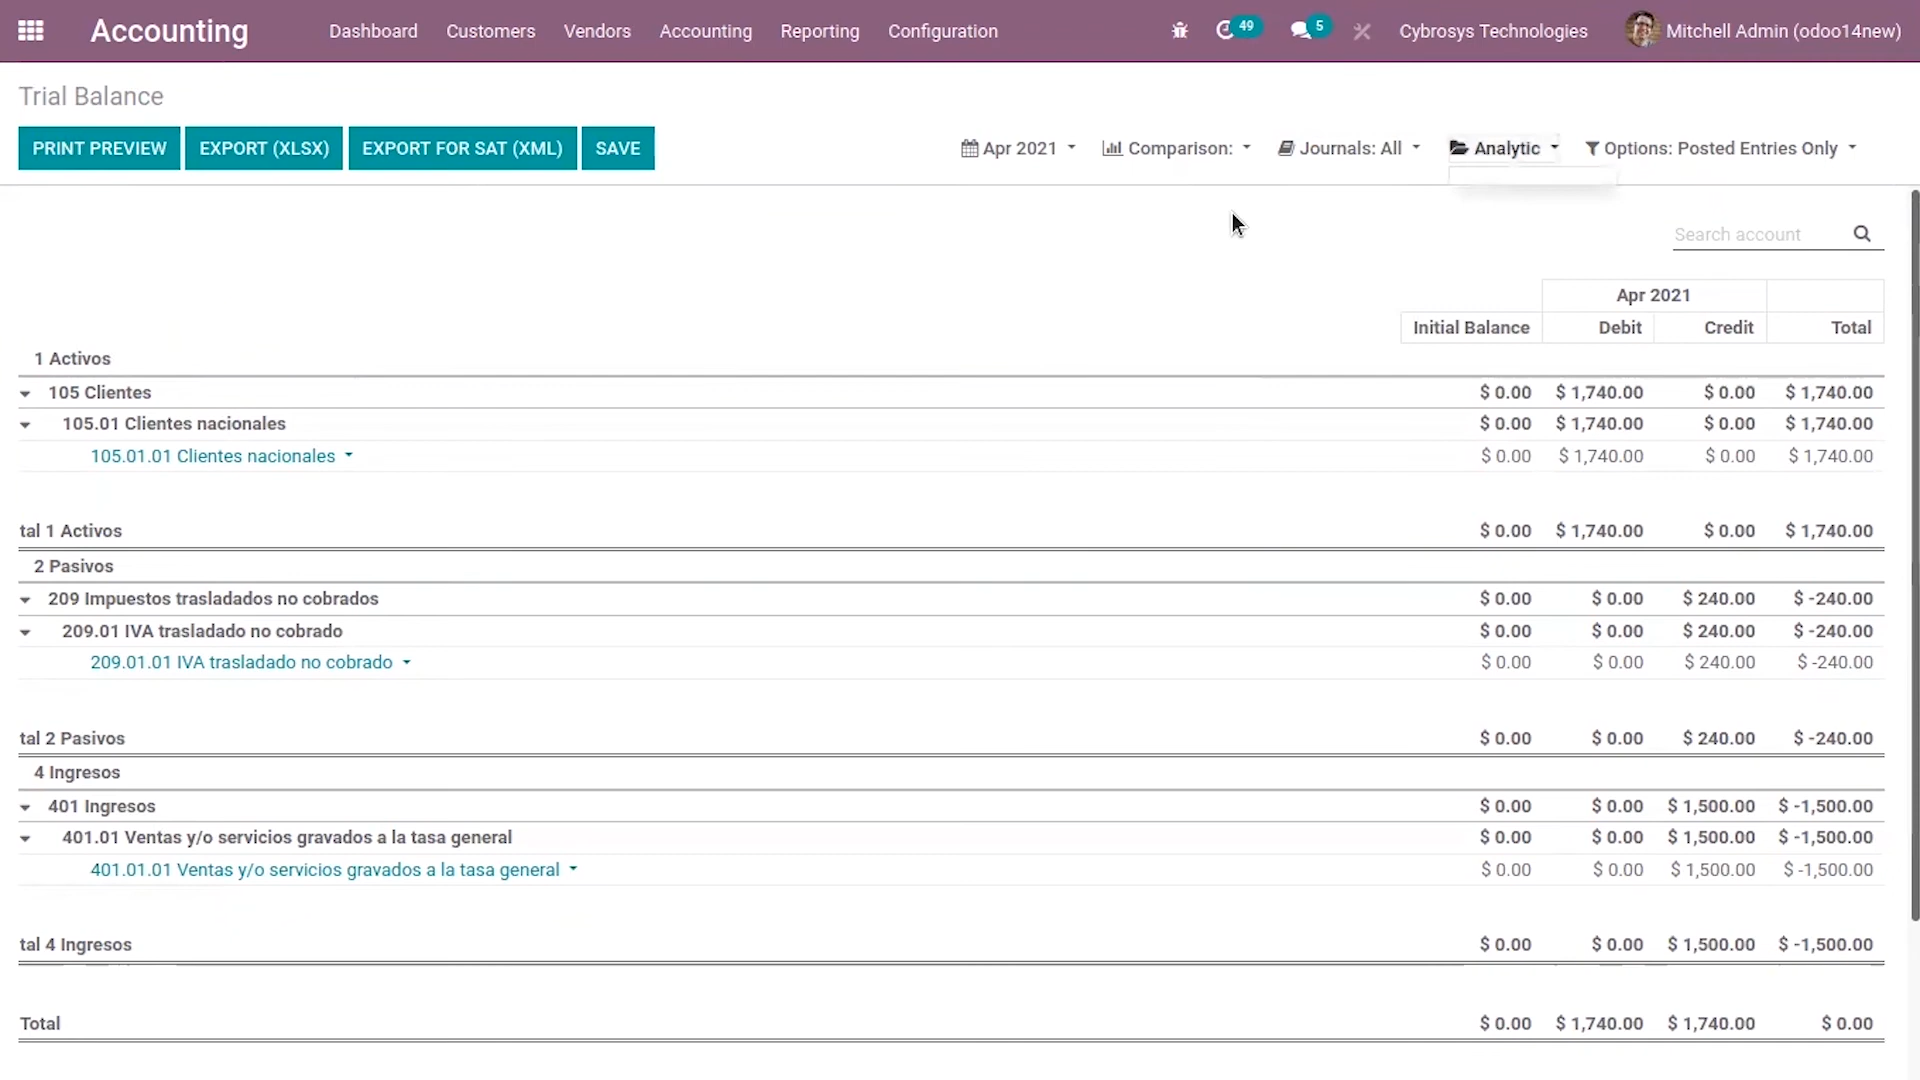 Accounting Dashboard Customers Vendors Accounting Reporting Configuration 49 5 Cybrosys Technologies Mitchell Admin (odoo14new)
Trial Balance
PRINT PREVIEW EXPORT (XLSX) EXPORT FOR SAT (XML) SAVE Apr 2021 Comparison: Journals: All Analytic Options: Posted Entries Only
Search account
Apr 2021
Initial Balance Debit Credit Total
1 Activos
105 Clientes $ 0.00 $ 1,740.00 $ 0.00 $ 1,740.00
105.01 Clientes nacionales $ 0.00 $ 1,740.00 $ 0.00 $ 1,740.00
105.01.01 Clientes nacionales $ 0.00 $ 1,740.00 $ 0.00 $ 1,740.00
tal 1 Activos $ 0.00 $ 1,740.00 $ 0.00 $ 1,740.00
2 Pasivos
209 Impuestos trasladados no cobrados $ 0.00 $ 0.00 $ 240.00 $ -240.00
209.01 IVA trasladado no cobrado $ 0.00 $ 0.00 $ 240.00 $ -240.00
209.01.01 IVA trasladado no cobrado $ 0.00 $ 0.00 $ 240.00 $ -240.00
tal 2 Pasivos $ 0.00 $ 0.00 $ 240.00 $ -240.00
4 Ingresos
401 Ingresos $ 0.00 $ 0.00 $ 1,500.00 $ -1,500.00
401.01 Ventas y/o servicios gravados a la tasa general $ 0.00 $ 0.00 $ 1,500.00 $ -1,500.00
401.01.01 Ventas y/o servicios gravados a la tasa general $ 0.00 $ 0.00 $ 1,500.00 $ -1,500.00
tal 4 Ingresos $ 0.00 $ 0.00 $ 1,500.00 $ -1,500.00
Total $ 0.00 $ 1,740.00 $ 1,740.00 $ 0.00